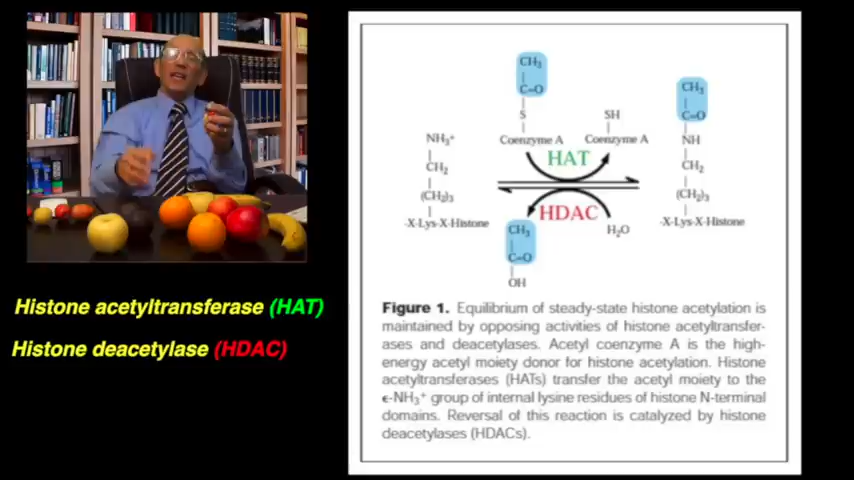 CH₃
C=O
S
Coenzyme A
SH
Coenzyme A
HAT
NH₃⁺
CH₂
(CH₂)₃
-X-Lys-X-Histone
CH₃
C=O
NH
CH₂
(CH₂)₃
-X-Lys-X-Histone
HDAC
CH₃
C=O
OH
H₂O
Histone acetyltransferase (HAT)
Histone deacetylase (HDAC)
Figure 1. Equilibrium of steady-state histone acetylation is
maintained by opposing activities of histone acetyltransfer-
ases and deacetylases. Acetyl coenzyme A is the high-
energy acetyl moiety donor for histone acetylation. Histone
acetyltransferases (HATs) transfer the acetyl moiety to the
ϵ-NH₃⁺ group of internal lysine residues of histone N-terminal
domains. Reversal of this reaction is catalyzed by histone
deacetylases (HDACs).